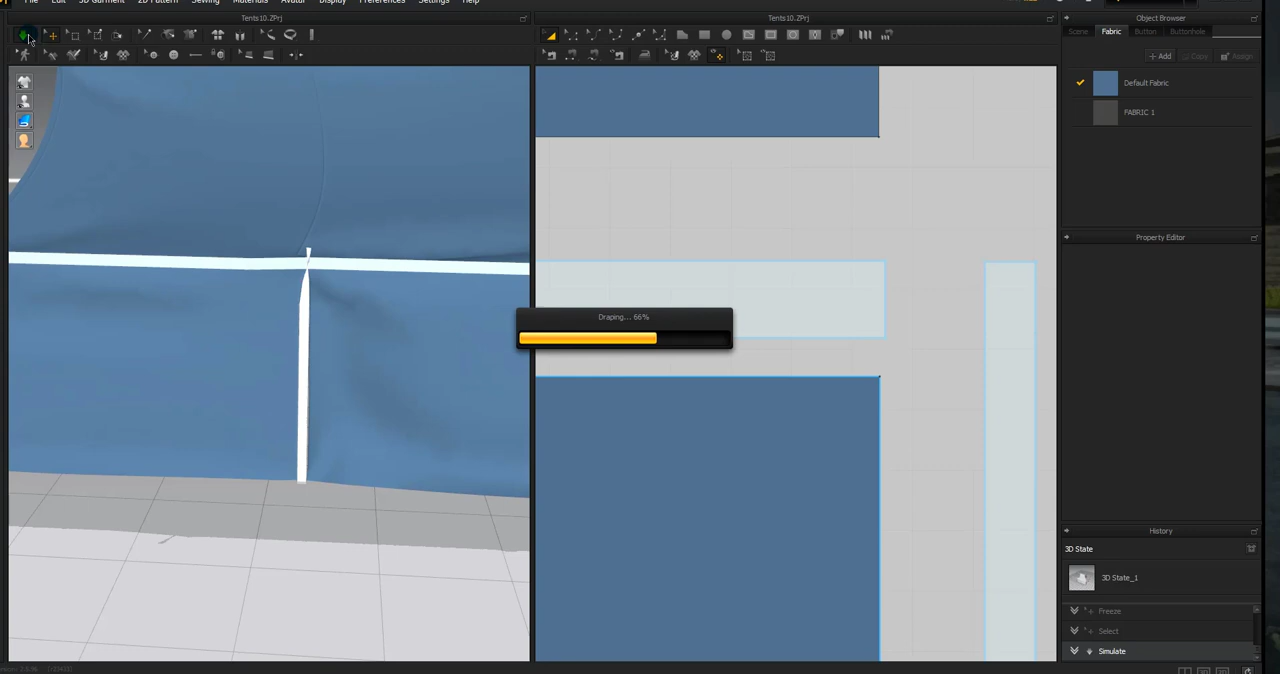 File Edit 3D Garment 2D Pattern Sewing Materials Avatar Display Preferences Settings Help
Tents10.ZPrj Tents10.ZPrj Object Browser
Scene Fabric Button Buttonhole
+ Add Copy Assign
Default Fabric
FABRIC 1
Property Editor
Draping... 66%
History
3D State
3D State_1
Freeze
Select
Simulate